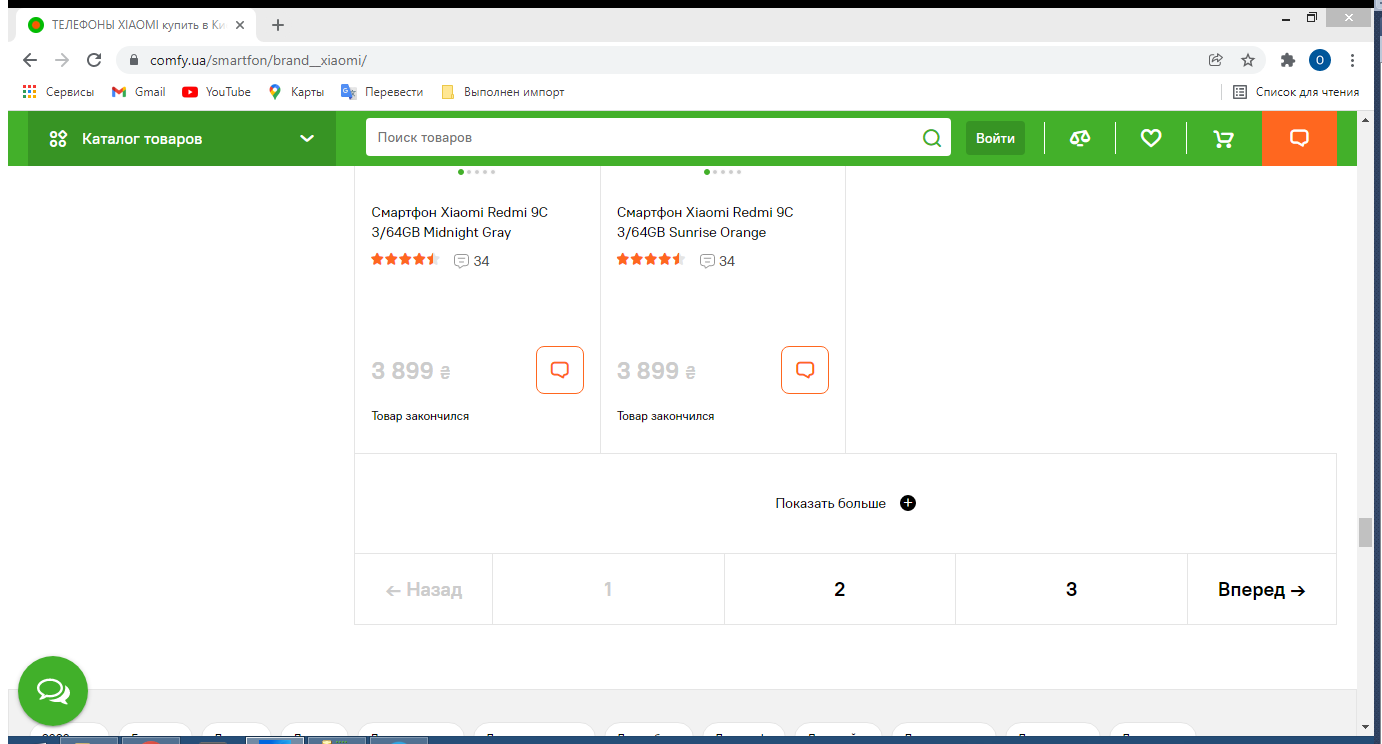 ТЕЛЕФОНЫ XIAOMI купить в Ки
comfy.ua/smartfon/brand__xiaomi/
O
Сервисы Gmail YouTube Карты Перевести Выполнен импорт Список для чтения
Каталог товаров
Поиск товаров
Войти
Смартфон Xiaomi Redmi 9C
3/64GB Midnight Gray
34
3 899 ₴
Товар закончился
Смартфон Xiaomi Redmi 9C
3/64GB Sunrise Orange
34
3 899 ₴
Товар закончился
Показать больше
← Назад 1 2 3 Вперед →